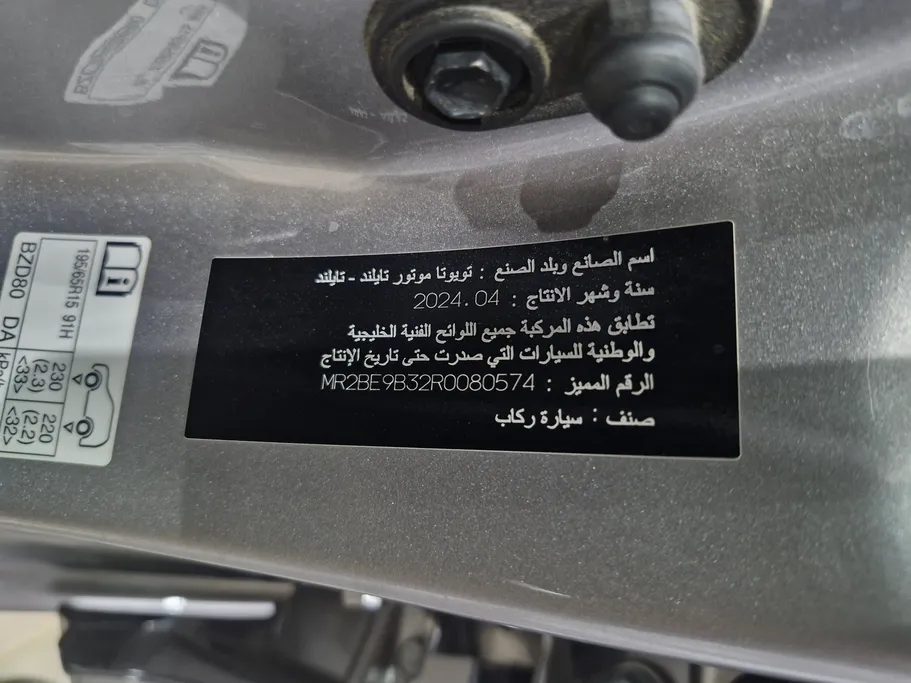 اسم الصانع وبلد الصنع : تويوتا موتور تايلند - تايلند
سنة وشهر الانتاج : 2024.04
تطابق هذه المركبة جميع اللوائح الفنية الخليجية
والوطنية للسيارات التي صدرت حتى تاريخ الإنتاج
الرقم المميز : MR2BE9B32R0080574
صنف : سيارة ركاب
195/65R15 91H
230
(2.3)
<33>
220
(2.2)
<32>
BZD80 DA